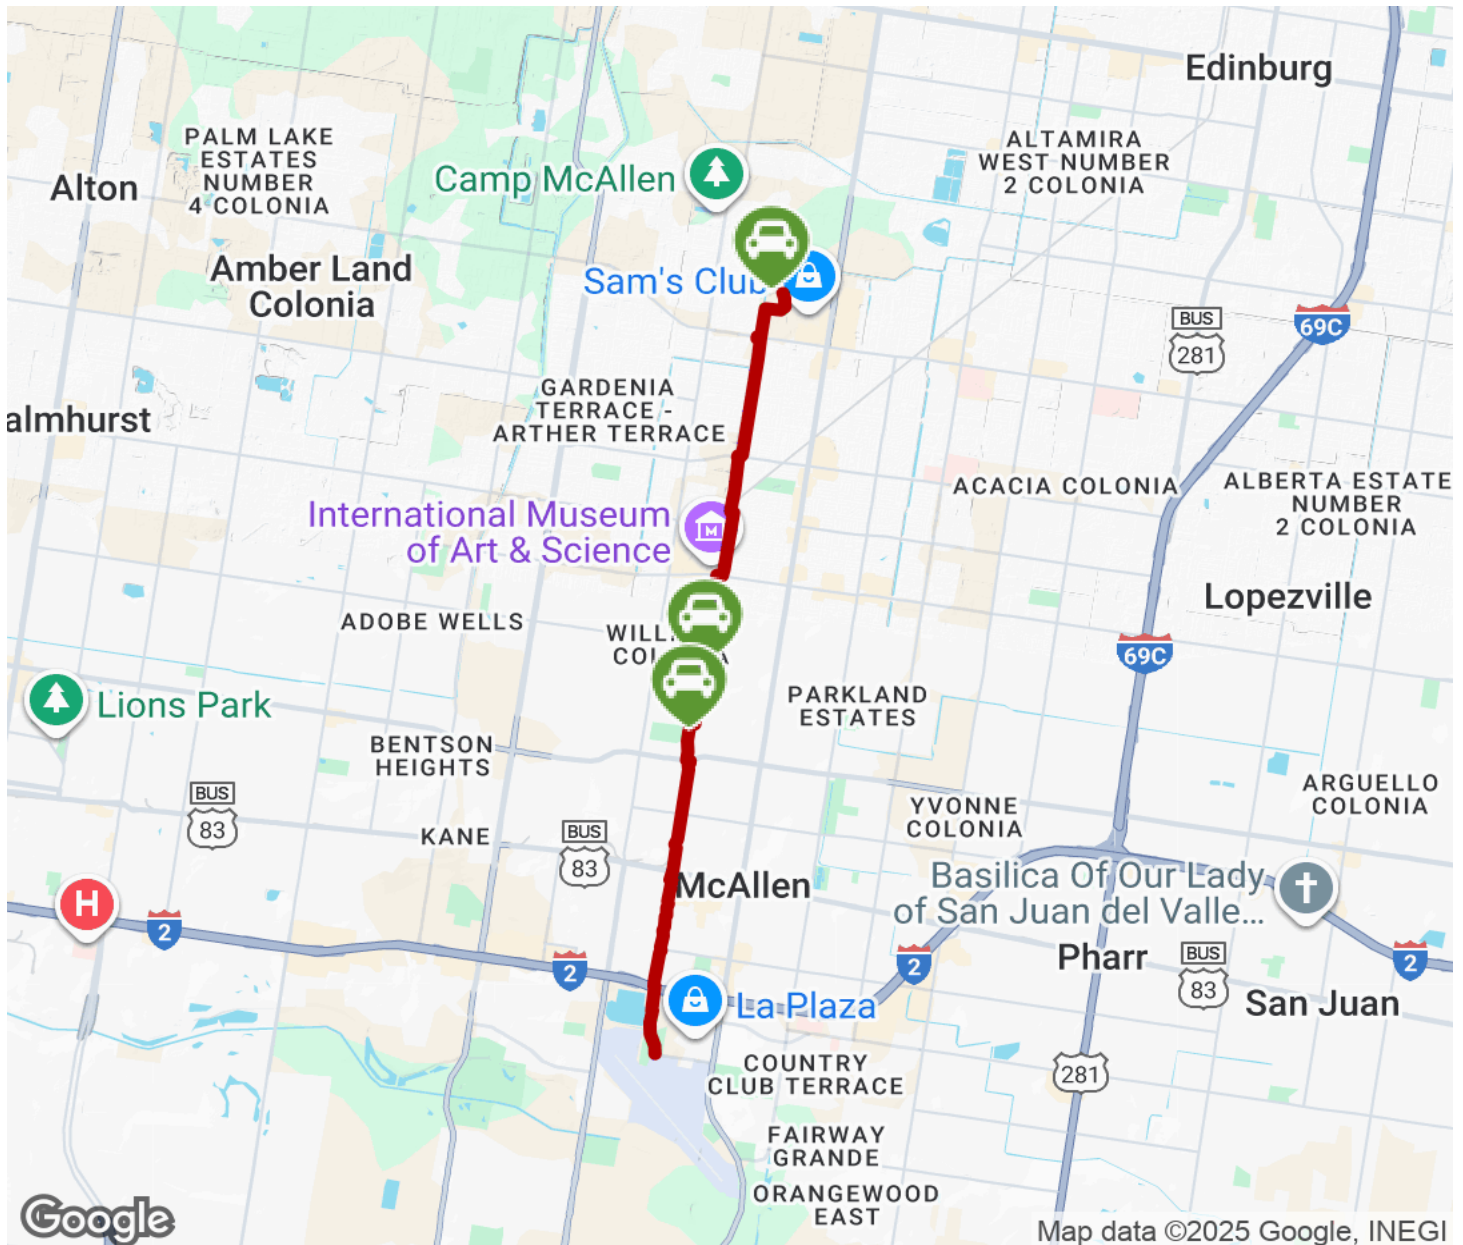 Edinburg
PALM LAKE
ESTATES
NUMBER
4 COLONIA
ALTAMIRA
WEST NUMBER
2 COLONIA
Alton
Camp McAllen
Amber Land
Colonia
Sam's Club
BUS
281
69C
almhurst
GARDENIA
TERRACE -
ARTHER TERRACE
ACACIA COLONIA
ALBERTA ESTATE
NUMBER
2 COLONIA
International Museum
of Art & Science
M
Lopezville
ADOBE WELLS
WILL
CO
A
69C
Lions Park
PARKLAND
ESTATES
BENTSON
HEIGHTS
BUS
83
ARGUELLO
COLONIA
YVONNE
COLONIA
KANE
BUS
83
McAllen
Basilica Of Our Lady
of San Juan del Valle...
H
2
2
2
2
Pharr
BUS
83
San Juan
La Plaza
COUNTRY
CLUB TERRACE
281
FAIRWAY
GRANDE
ORANGEWOOD
EAST
Google
Map data ©2025 Google, INEGI